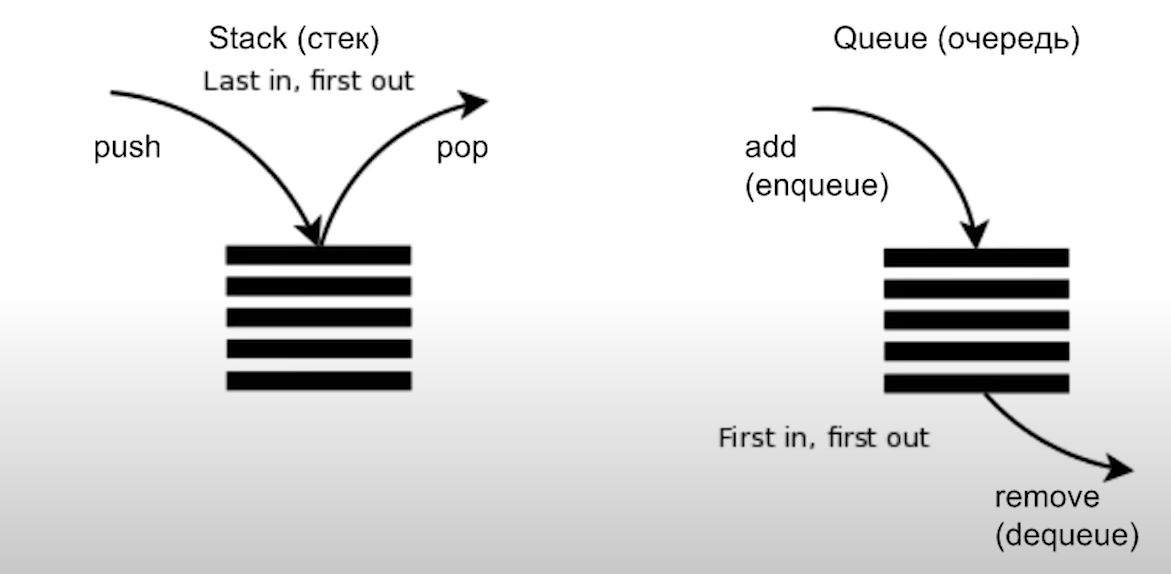 Stack (стек)
Last in, first out
push
pop
Queue (очередь)
add
(enqueue)
First in, first out
remove
(dequeue)